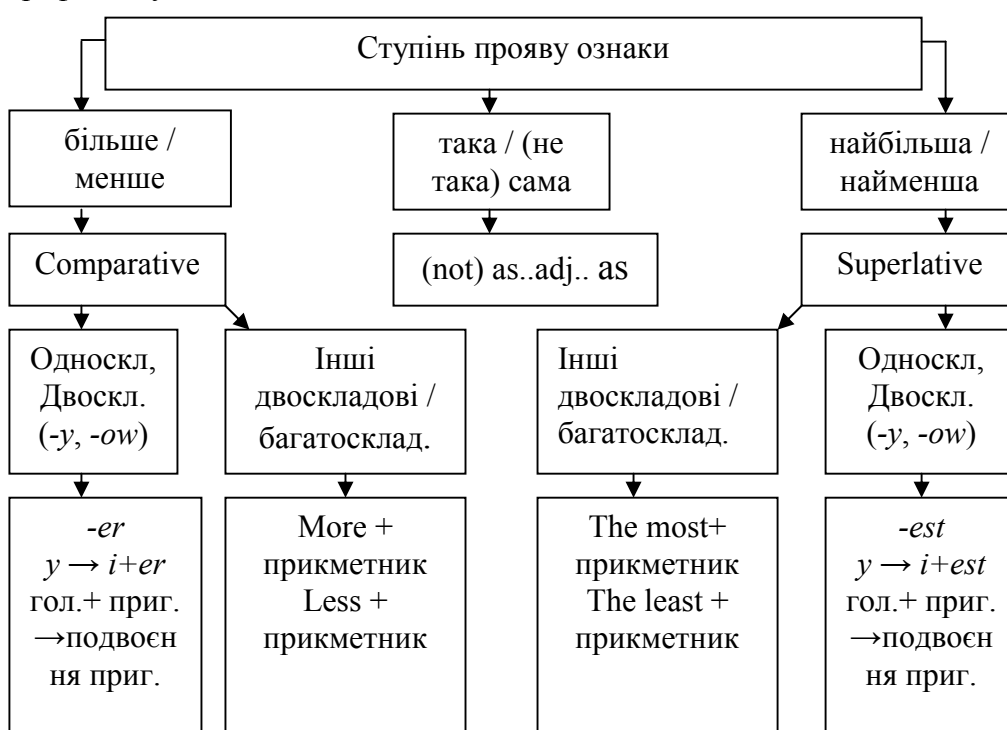 Ступінь прояву ознаки
більше /
менше
така / (не
така) сама
найбільша /
найменша
Comparative
(not) as..adj.. as
Superlative
Односкл,
Двоскл.
(-y, -ow)
Інші
двоскладові /
багатосклад.
Інші
двоскладові /
багатосклад.
Односкл,
Двоскл.
(-y, -ow)
-er
y → i+er
гол.+ приг.
→подвоєн
ня приг.
More +
прикметник
Less +
прикметник
The most+
прикметник
The least +
прикметник
-est
y → i+est
гол.+ приг.
→подвоєн
ня приг.